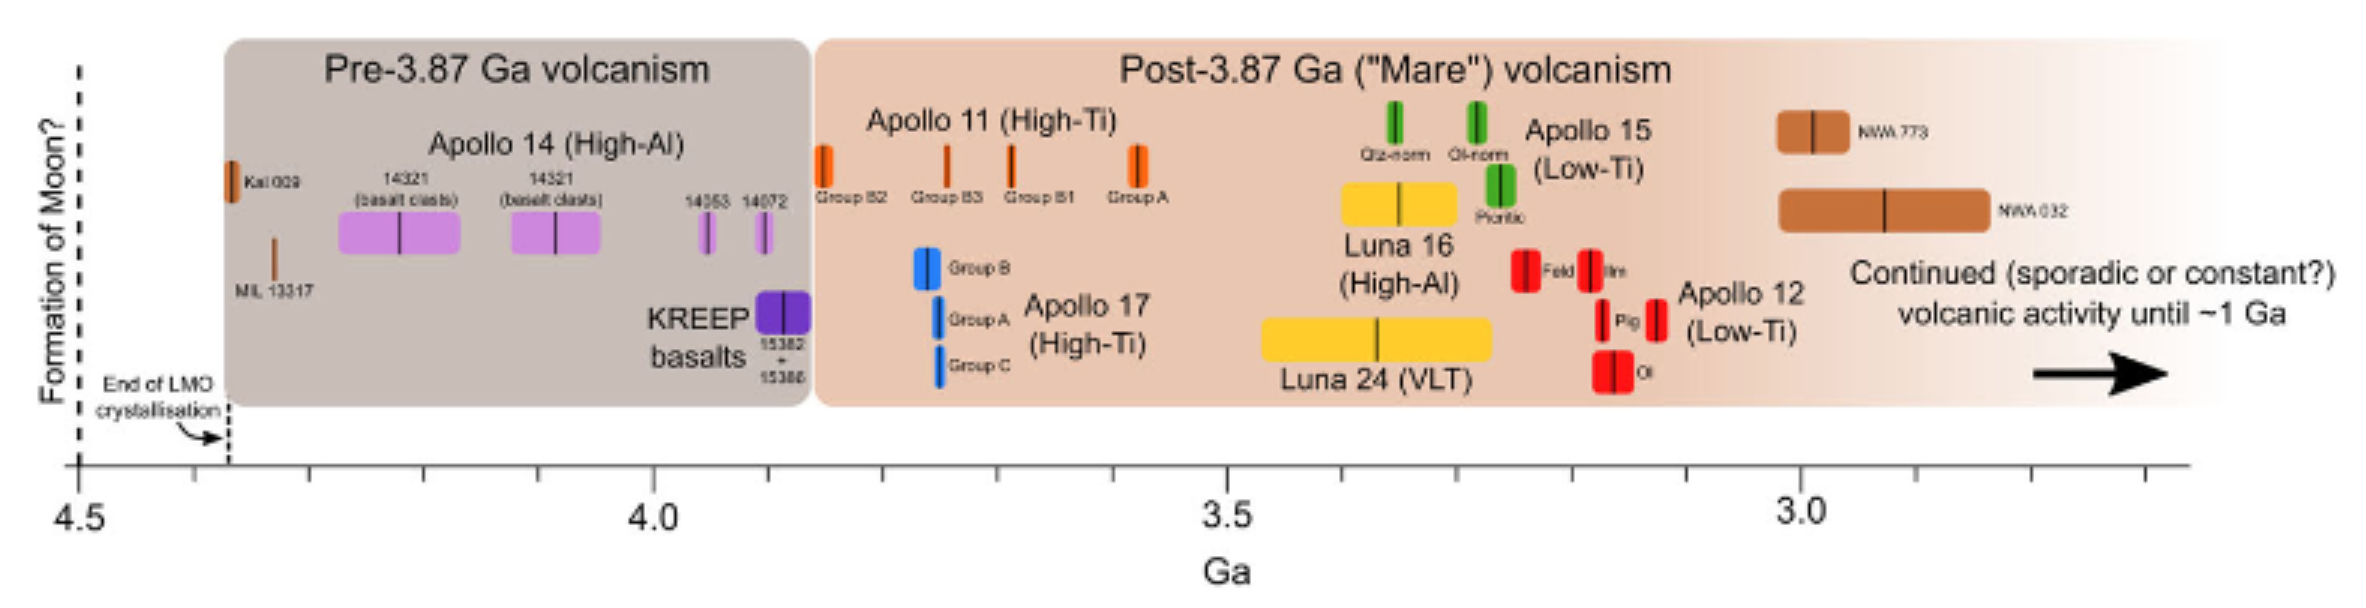 Pre-3.87 Ga volcanism
Post-3.87 Ga ("Mare") volcanism
Formation of Moon?
Apollo 14 (High-Al)
Kal 009
14321
(basalt clasts)
14321
(basalt clasts)
14053
14072
MIL 13317
KREEP
basalts
15382
+
15386
End of LMO
crystallisation
Apollo 11 (High-Ti)
Group B2
Group B3
Group B1
Group A
Group B
Group A
Group C
Apollo 17
(High-Ti)
Qtz-norm
Ol-norm
Apollo 15
(Low-Ti)
Picritic
Luna 16
(High-Al)
Luna 24 (VLT)
Feld
Ilm
Pig
Ol
Apollo 12
(Low-Ti)
NWA 773
NWA 032
Continued (sporadic or constant?)
volcanic activity until ~1 Ga
4.5
4.0
3.5
3.0
Ga